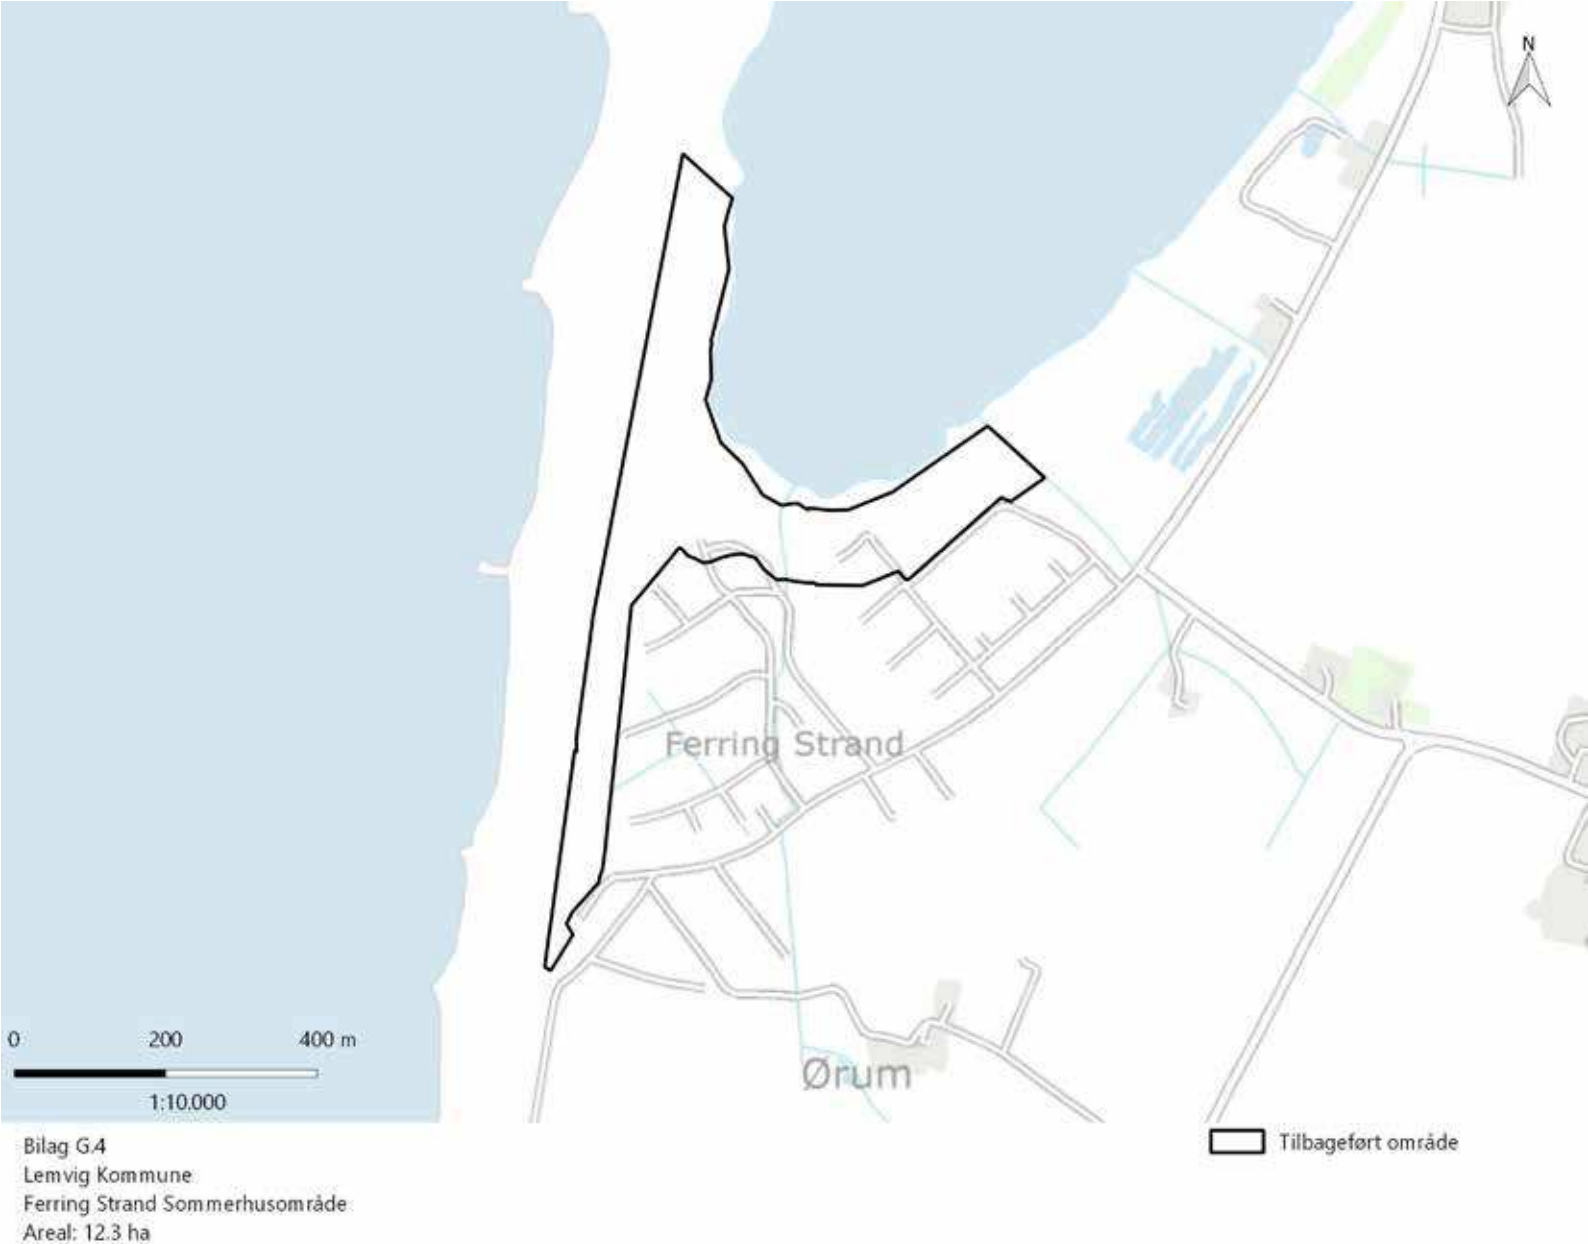 N
Ferring Strand
0 200 400 m
1:10.000
Ørum
Bilag G.4
Lemvig Kommune
Ferring Strand Sommerhusområde
Areal: 12.3 ha
Tilbageført område